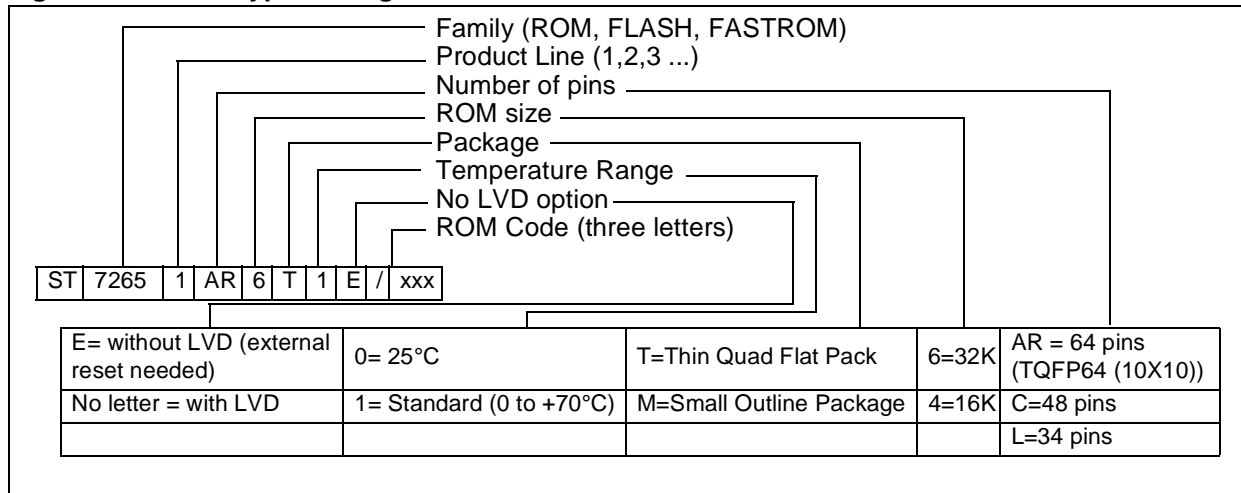 Family (ROM, FLASH, FASTROM)
Product Line (1,2,3 ...)
Number of pins
ROM size
Package
Temperature Range
No LVD option
ROM Code (three letters)
ST 7265 1 AR 6 T 1 E / xxx
E= without LVD (external reset needed) 0= 25°C T=Thin Quad Flat Pack 6=32K AR = 64 pins (TQFP64 (10X10))
No letter = with LVD 1= Standard (0 to +70°C) M=Small Outline Package 4=16K C=48 pins
L=34 pins